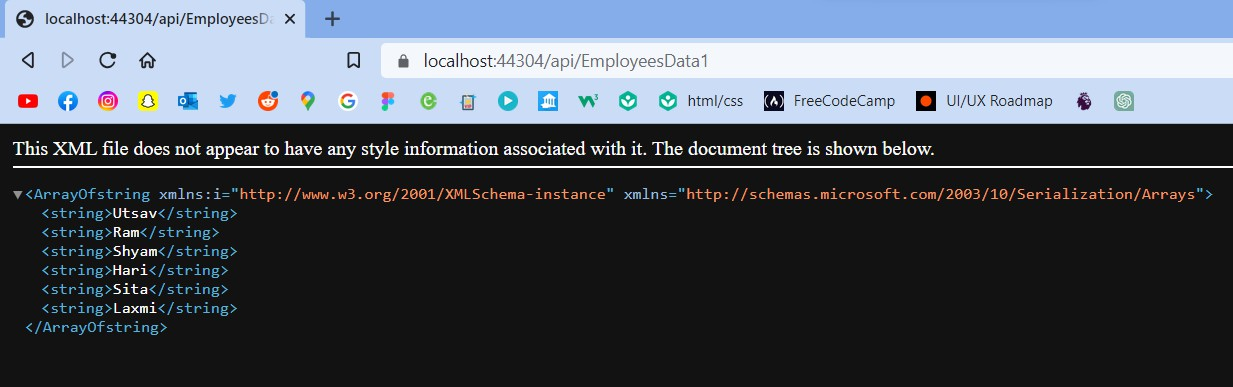 localhost:44304/api/EmployeesDa
localhost:44304/api/EmployeesData1
html/css
FreeCodeCamp
UI/UX Roadmap
This XML file does not appear to have any style information associated with it. The document tree is shown below.
▼<ArrayOfstring xmlns:i="http://www.w3.org/2001/XMLSchema-instance" xmlns="http://schemas.microsoft.com/2003/10/Serialization/Arrays">
<string>Utsav</string>
<string>Ram</string>
<string>Shyam</string>
<string>Hari</string>
<string>Sita</string>
<string>Laxmi</string>
</ArrayOfstring>